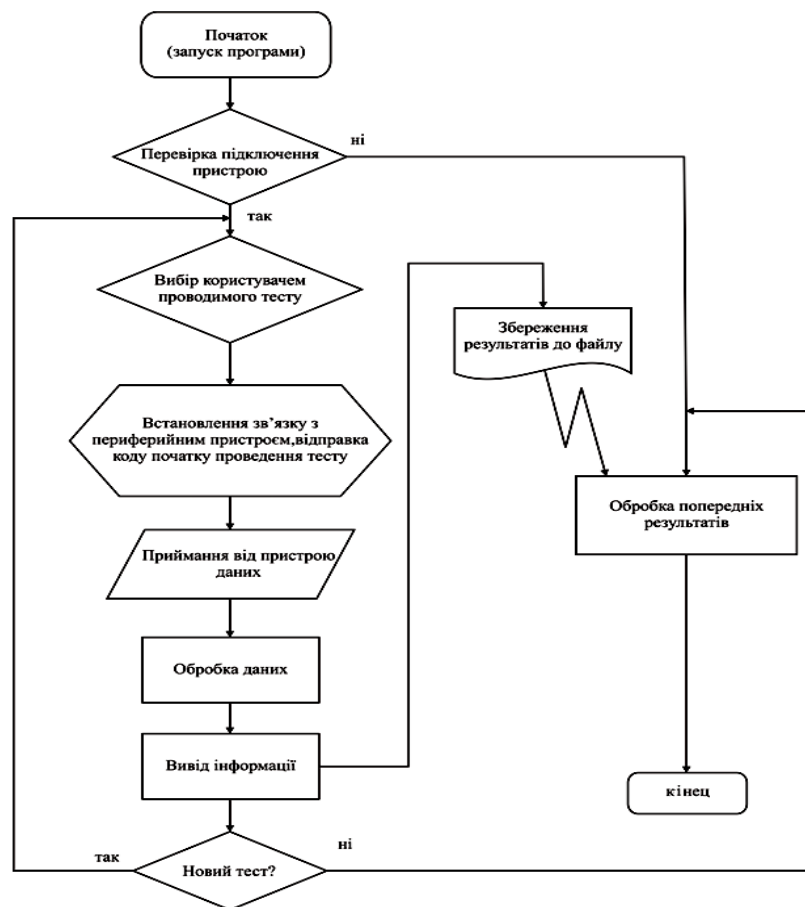 Початок
(запуск програми)
ні
Перевірка підключення
пристрою
так
Вибір користувачем
проводимого тесту
Збереження
результатів до файлу
Встановлення зв’язку з
периферийним пристроєм,відправка
коду початку проведення тесту
Обробка попередніх
результатів
Приймання від пристрою
даних
Обробка даних
Вивід інформації
кінец
так
ні
Новий тест?